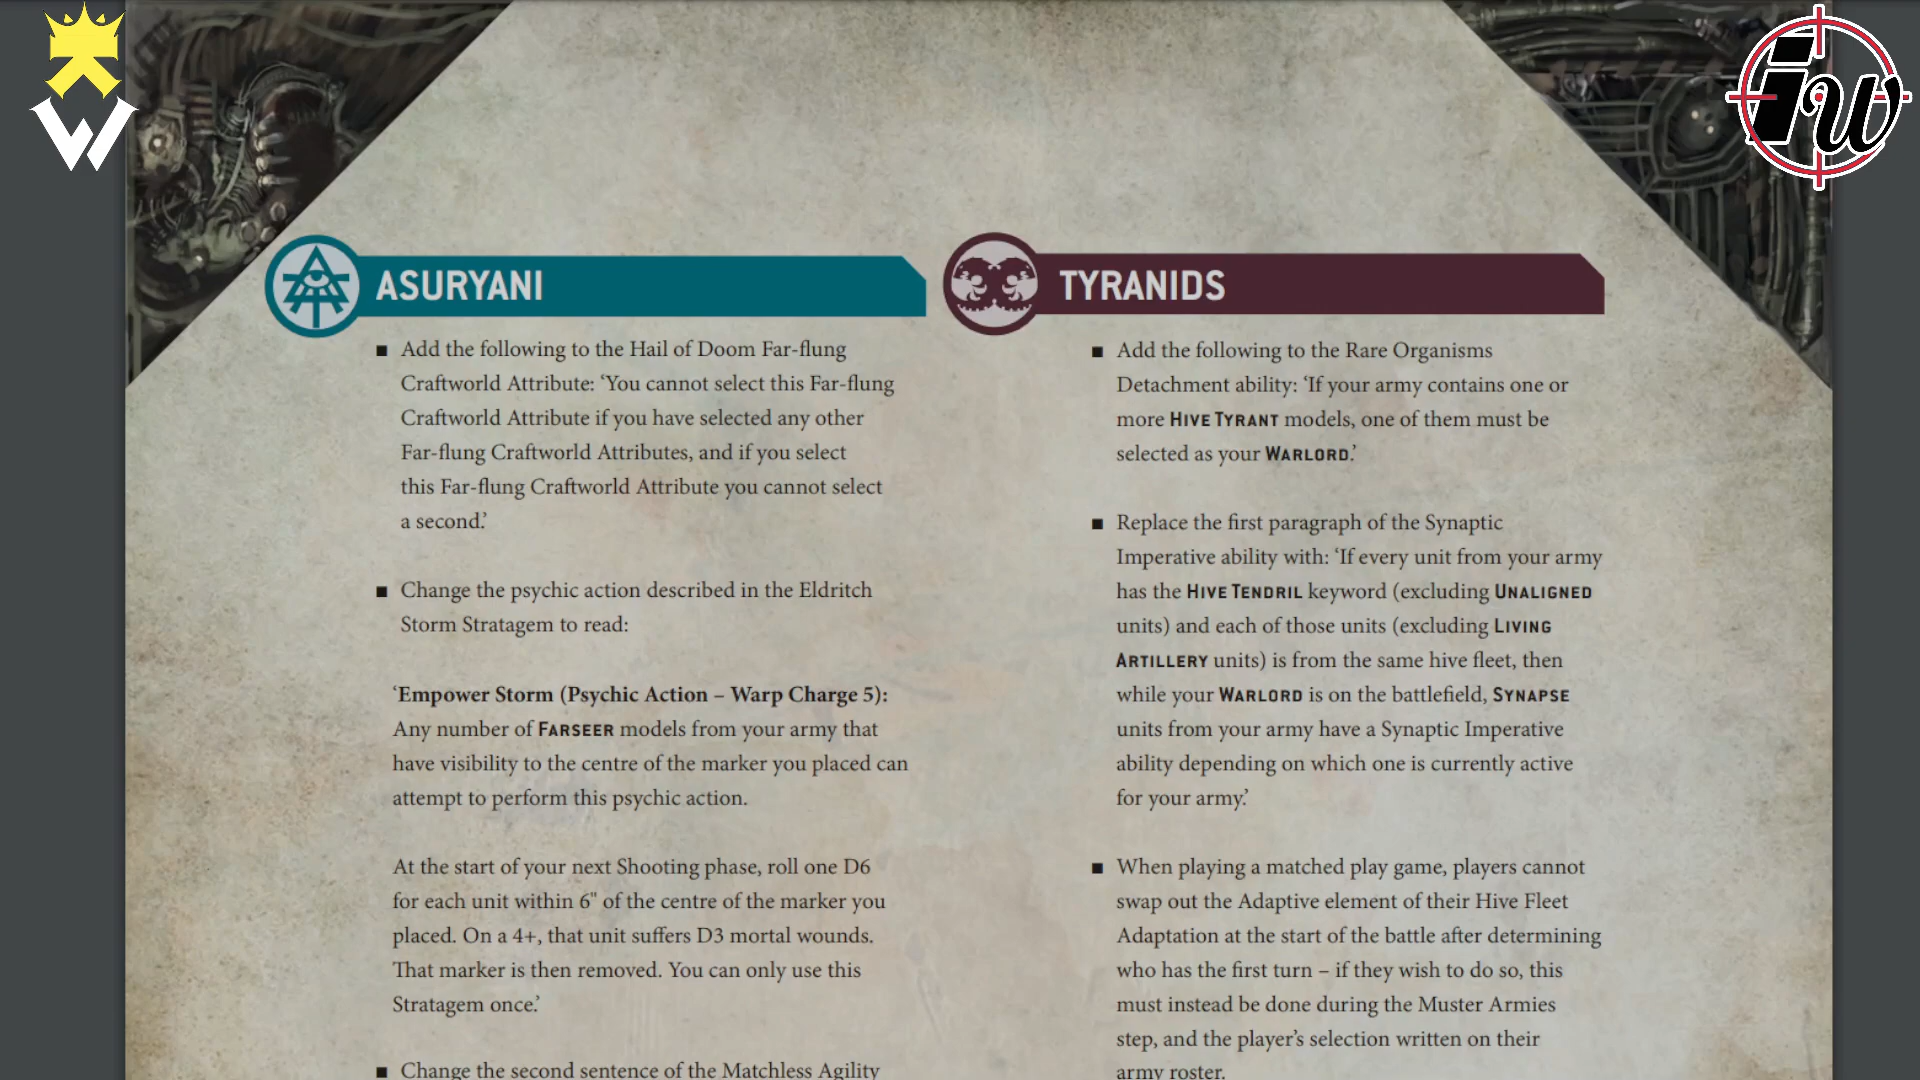 W
iw
ASURYANI
■ Add the following to the Hail of Doom Far-flung
Craftworld Attribute: ‘You cannot select this Far-flung
Craftworld Attribute if you have selected any other
Far-flung Craftworld Attributes, and if you select
this Far-flung Craftworld Attribute you cannot select
a second.’
■ Change the psychic action described in the Eldritch
Storm Stratagem to read:
‘Empower Storm (Psychic Action – Warp Charge 5):
Any number of FARSEER models from your army that
have visibility to the centre of the marker you placed can
attempt to perform this psychic action.
At the start of your next Shooting phase, roll one D6
for each unit within 6" of the centre of the marker you
placed. On a 4+, that unit suffers D3 mortal wounds.
That marker is then removed. You can only use this
Stratagem once.’
■ Change the second sentence of the Matchless Agility
TYRANIDS
■ Add the following to the Rare Organisms
Detachment ability: ‘If your army contains one or
more HIVE TYRANT models, one of them must be
selected as your WARLORD.’
■ Replace the first paragraph of the Synaptic
Imperative ability with: ‘If every unit from your army
has the HIVE TENDRIL keyword (excluding UNALIGNED
units) and each of those units (excluding LIVING
ARTILLERY units) is from the same hive fleet, then
while your WARLORD is on the battlefield, SYNAPSE
units from your army have a Synaptic Imperative
ability depending on which one is currently active
for your army.’
■ When playing a matched play game, players cannot
swap out the Adaptive element of their Hive Fleet
Adaptation at the start of the battle after determining
who has the first turn – if they wish to do so, this
must instead be done during the Muster Armies
step, and the player’s selection written on their
army roster.